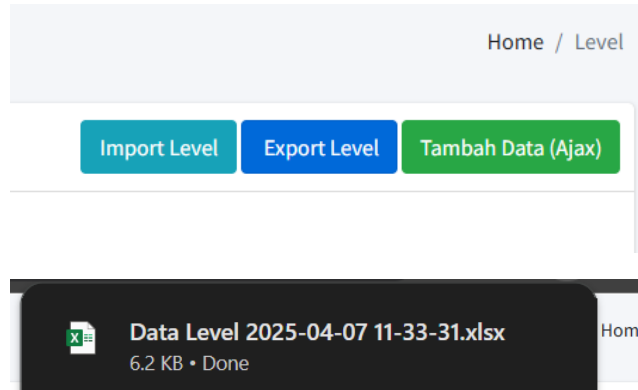 Home / Level
Import Level Export Level Tambah Data (Ajax)
Data Level 2025-04-07 11-33-31.xlsx
6.2 KB • Done
Hom